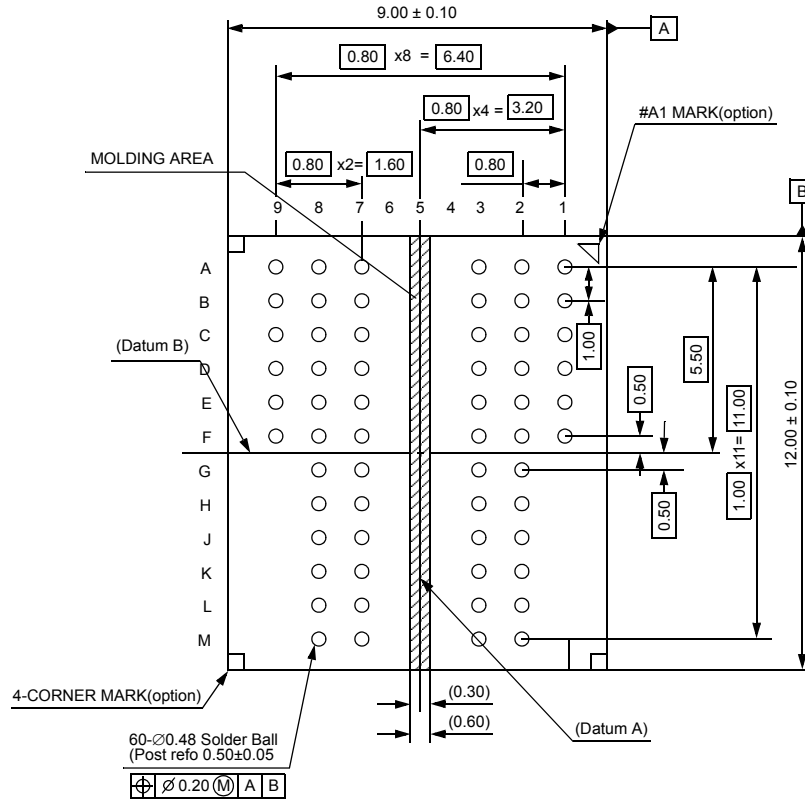 9.00 ± 0.10
A
0.80 x8 = 6.40
0.80 x4 = 3.20
#A1 MARK(option)
MOLDING AREA
0.80 x2= 1.60
0.80
B
9 8 7 6 5 4 3 2 1
A
B
C
(Datum B)
D
E
F
G
H
J
K
L
M
1.00
5.50
0.50
0.50
1.00 x11= 11.00
12.00 ± 0.10
4-CORNER MARK(option)
(0.30)
(0.60)
(Datum A)
60-∅0.48 Solder Ball
(Post refo 0.50±0.05
⌖ ∅ 0.20 Ⓜ A B